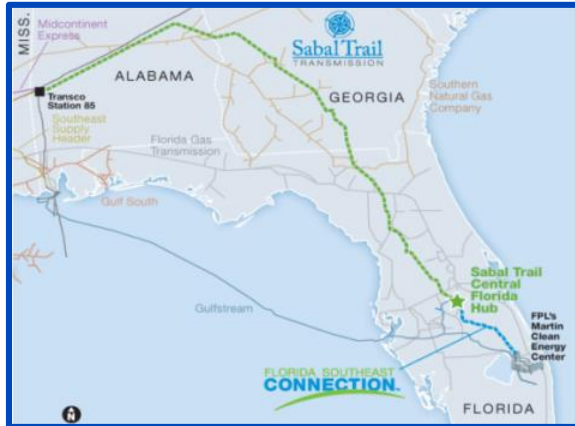 MISS.
Midcontinent
Express
Sabal Trail
TRANSMISSION
ALABAMA
GEORGIA
Transco
Station 85
Southern
Natural Gas
Company
Southeast
Supply
Header
Florida Gas
Transmission
Gulf South
Sabal Trail
Central
Florida
Hub
Gulfstream
FPL's
Martin
Clean
Energy
Center
FLORIDA SOUTHEAST
CONNECTION
FLORIDA
N